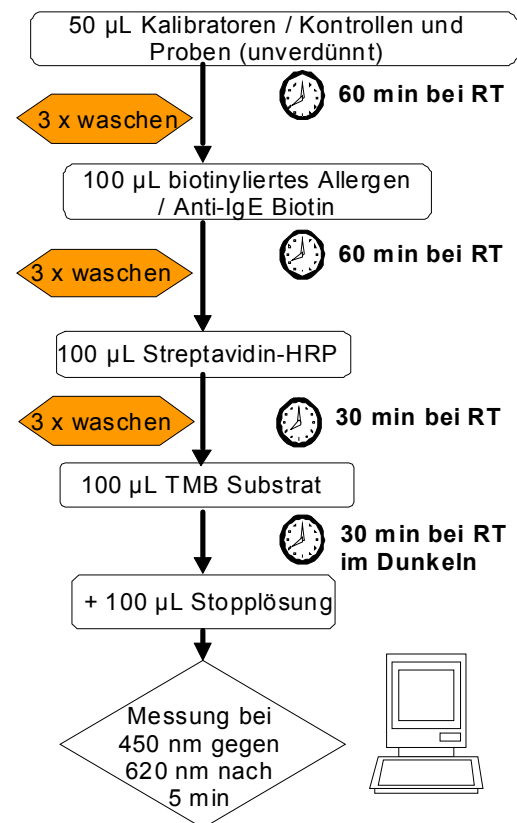 50 µL Kalibratoren / Kontrollen und
Proben (unverdünnt)
60 min bei RT
3 x waschen
100 µL biotinyliertes Allergen
/ Anti-IgE Biotin
60 min bei RT
3 x waschen
100 µL Streptavidin-HRP
30 min bei RT
3 x waschen
100 µL TMB Substrat
30 min bei RT
im Dunkeln
+ 100 µL Stopplösung
Messung bei
450 nm gegen
620 nm nach
5 min